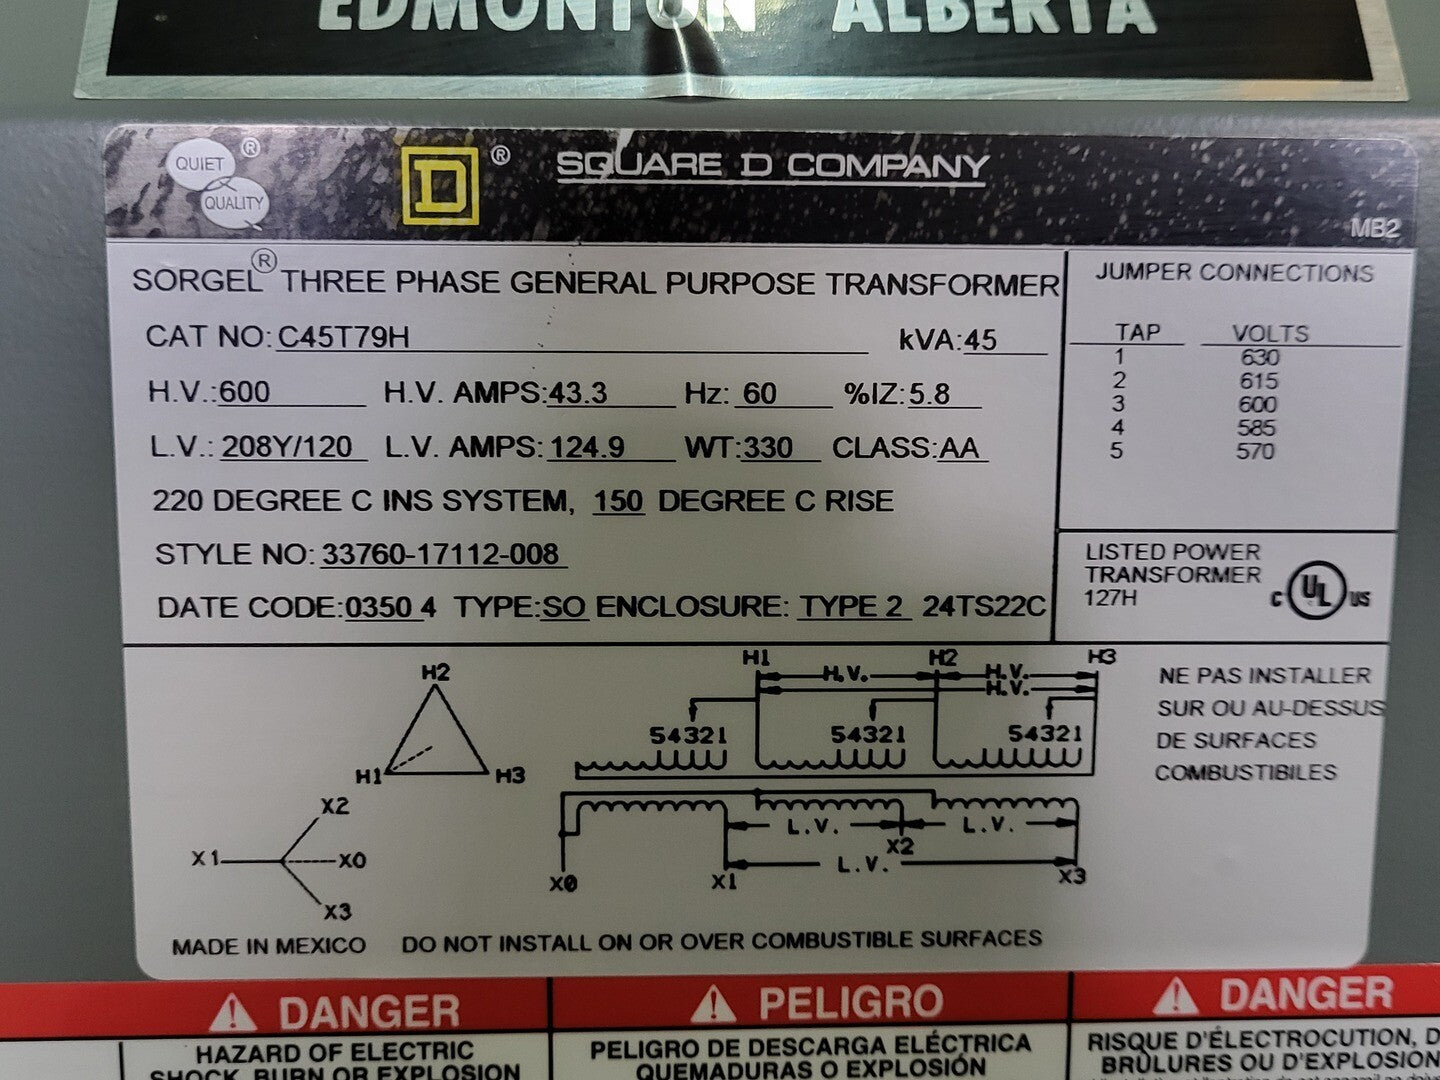 EDMONTON ALBERTA
QUIET ®
QUALITY
D ®
SQUARE D COMPANY
MB2
SORGEL® THREE PHASE GENERAL PURPOSE TRANSFORMER
CAT NO: C45T79H kVA:45
H.V.:600 H.V. AMPS:43.3 Hz: 60 %IZ:5.8
L.V.: 208Y/120 L.V. AMPS: 124.9 WT:330 CLASS:AA
220 DEGREE C INS SYSTEM, 150 DEGREE C RISE
STYLE NO: 33760-17112-008
DATE CODE:0350 4 TYPE:SO ENCLOSURE: TYPE 2 24TS22C
JUMPER CONNECTIONS
TAP VOLTS
1 630
2 615
3 600
4 585
5 570
LISTED POWER
TRANSFORMER
127H
C UL US
H2
H1 H3
X2
X1 X0
X3
H1 H2 H3
H.V. H.V.
H.V.
54321 54321 54321
L.V. L.V.
X2
L.V.
X0 X1 X3
NE PAS INSTALLER
SUR OU AU-DESSUS
DE SURFACES
COMBUSTIBILES
MADE IN MEXICO DO NOT INSTALL ON OR OVER COMBUSTIBLE SURFACES
DANGER
HAZARD OF ELECTRIC
SHOCK, BURN OR EXPLOSION
PELIGRO
PELIGRO DE DESCARGA ELÉCTRICA
QUEMADURAS O EXPLOSIÓN
DANGER
RISQUE D'ÉLECTROCUTION, D
BRÛLURES OU D'EXPLOSION